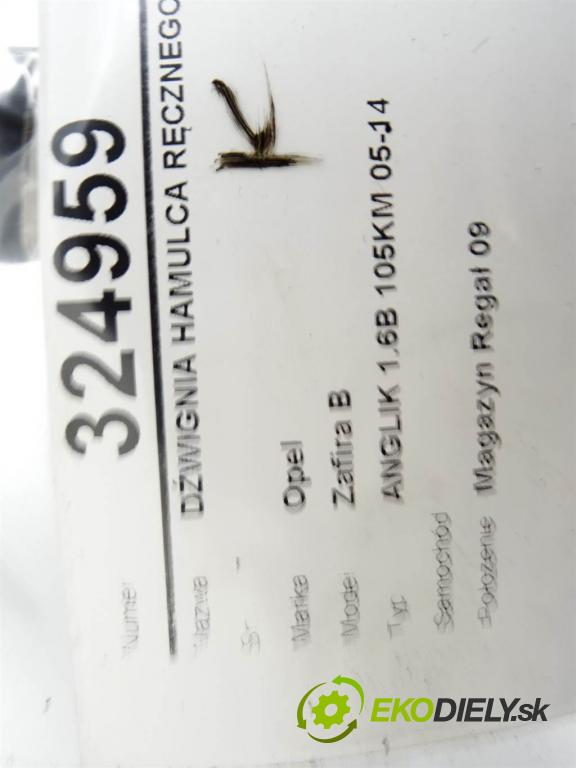 Numer 324959
Nazwa DŹWIGNIA HAMULCA RĘCZNEGO
K
Marka Opel
Model Zafira B
Typ ANGLIK 1.6B 105KM 05-14
Samochód
Położenie Magazyn Regał 09
EKODIELY.sk